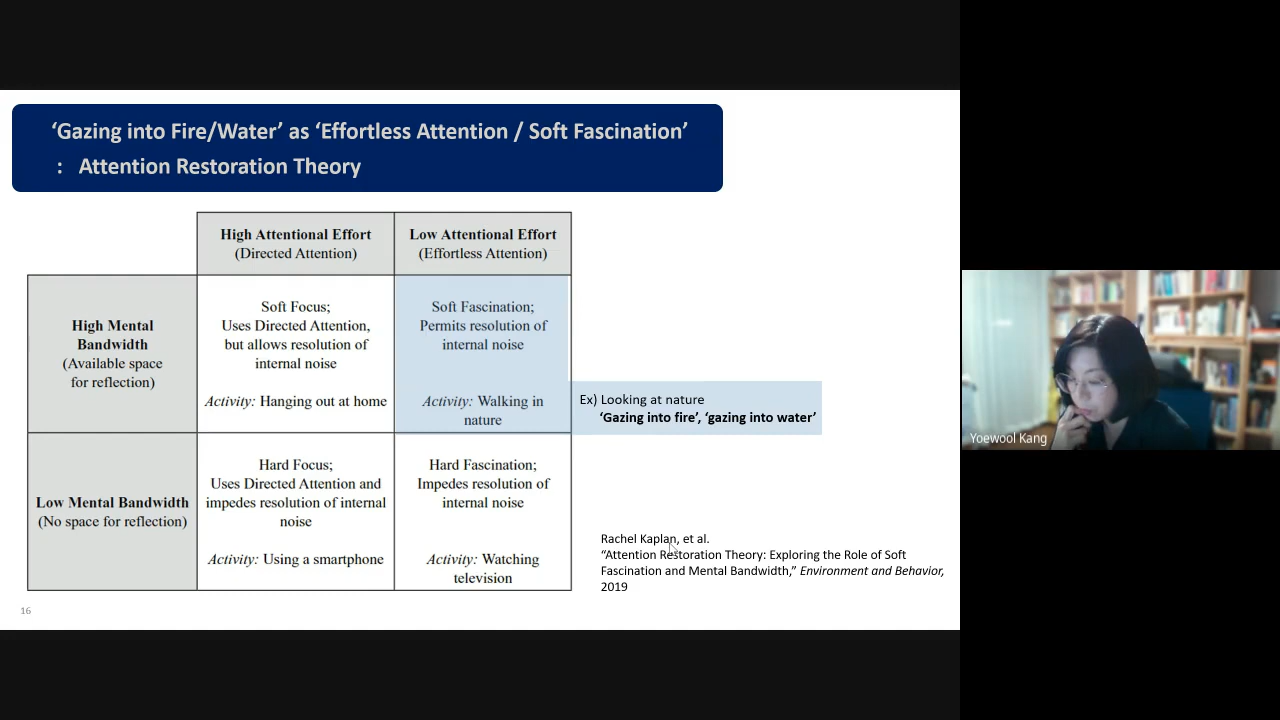 ‘Gazing into Fire/Water’ as ‘Effortless Attention / Soft Fascination’
: Attention Restoration Theory
High Attentional Effort
(Directed Attention)
Low Attentional Effort
(Effortless Attention)
High Mental
Bandwidth
(Available space
for reflection)
Soft Focus;
Uses Directed Attention,
but allows resolution of
internal noise
Activity: Hanging out at home
Soft Fascination;
Permits resolution of
internal noise
Activity: Walking in
nature
Ex) Looking at nature
‘Gazing into fire’, ‘gazing into water’
Low Mental Bandwidth
(No space for reflection)
Hard Focus;
Uses Directed Attention and
impedes resolution of internal
noise
Activity: Using a smartphone
Hard Fascination;
Impedes resolution of
internal noise
Activity: Watching
television
Rachel Kaplan, et al.
“Attention Restoration Theory: Exploring the Role of Soft
Fascination and Mental Bandwidth,” Environment and Behavior,
2019
16
Yoewool Kang